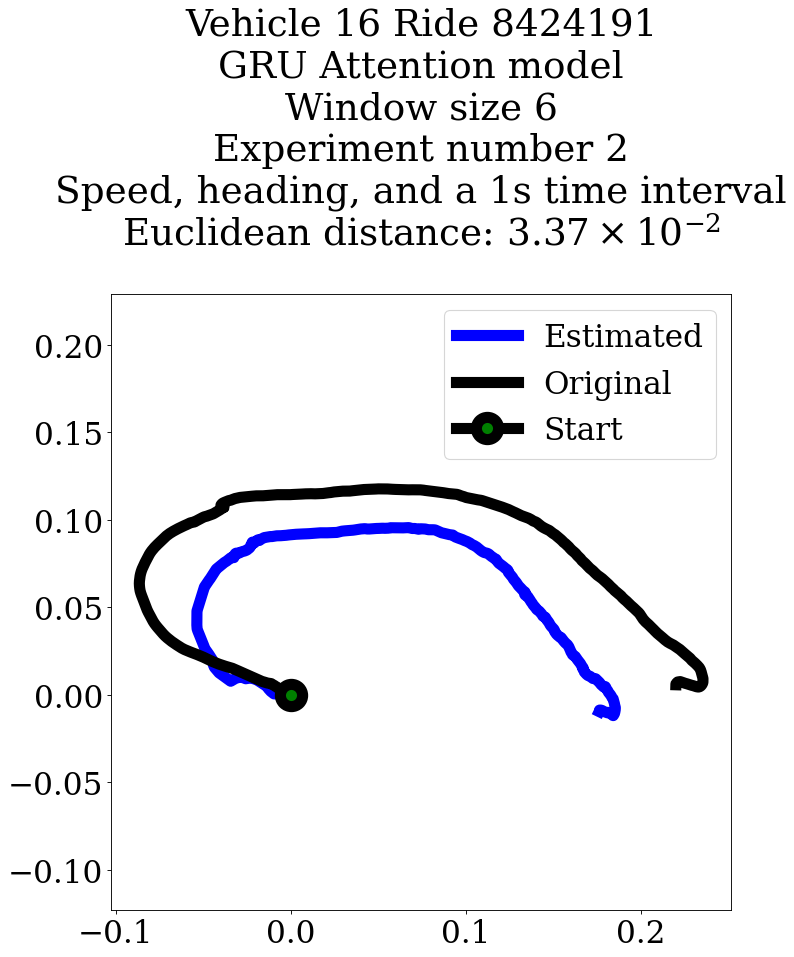 Vehicle 16 Ride 8424191
GRU Attention model
Window size 6
Experiment number 2
Speed, heading, and a 1s time interval
Euclidean distance: 3.37 × 10⁻²
Estimated
Original
Start
0.20
0.15
0.10
0.05
0.00
−0.05
−0.10
−0.1
0.0
0.1
0.2